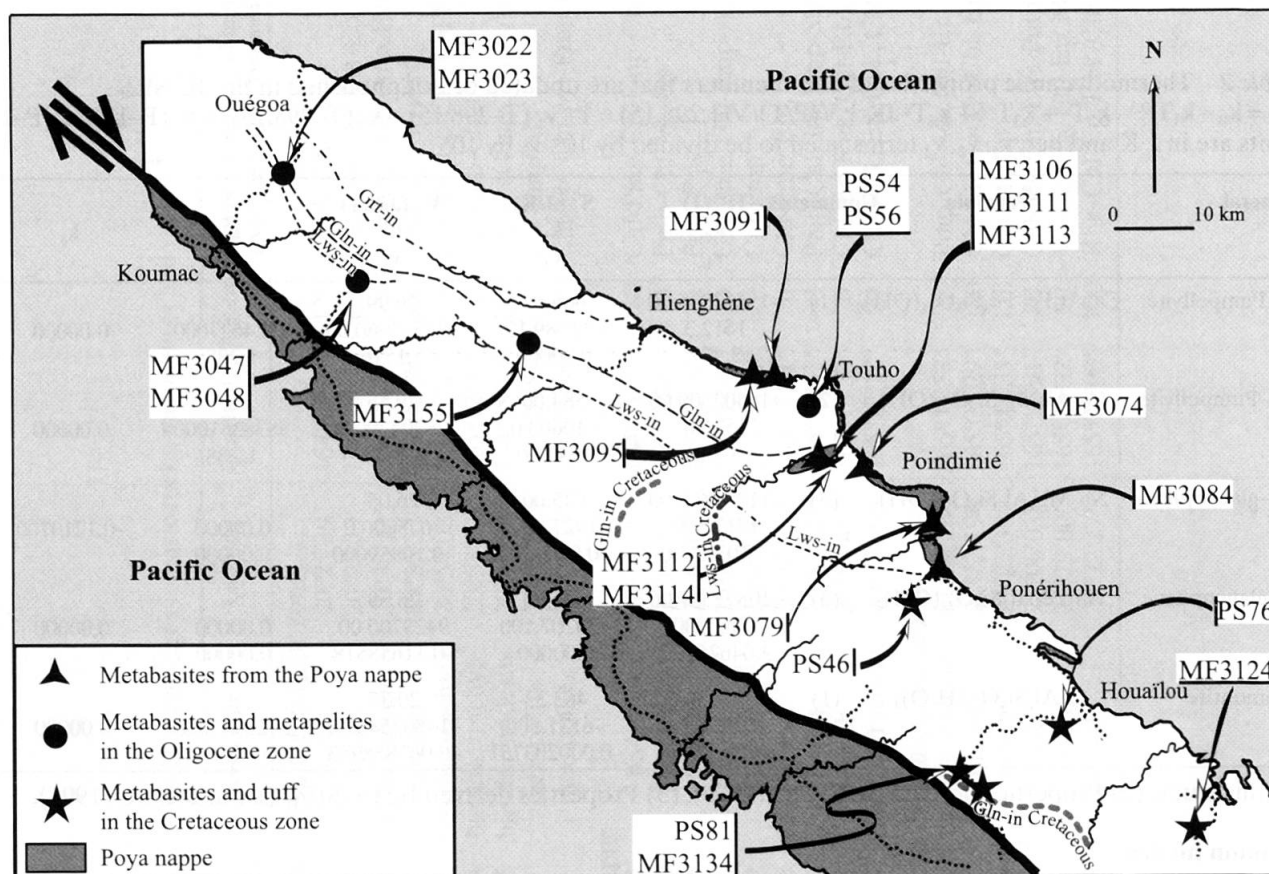 MF3022
MF3023
Pacific Ocean
N
Ouégoa
PS54
PS56
MF3106
MF3111
MF3113
MF3091
0 10 km
Grt-in
Gln-in
Lws-in
Koumac
Hienghène
MF3047
MF3048
Touho
MF3155
MF3074
Lws-in
Gln-in
MF3095
Poindimié
Gln-in Cretaceous
Lws-in Cretaceous
MF3084
Lws-in
Pacific Ocean
MF3112
MF3114
Ponérihouen
MF3079
PS76
PS46
MF3124
Houaïlou
Metabasites from the Poya nappe
Metabasites and metapelites
in the Oligocene zone
Metabasites and tuff
in the Cretaceous zone
Poya nappe
Gln-in Cretaceous
PS81
MF3134